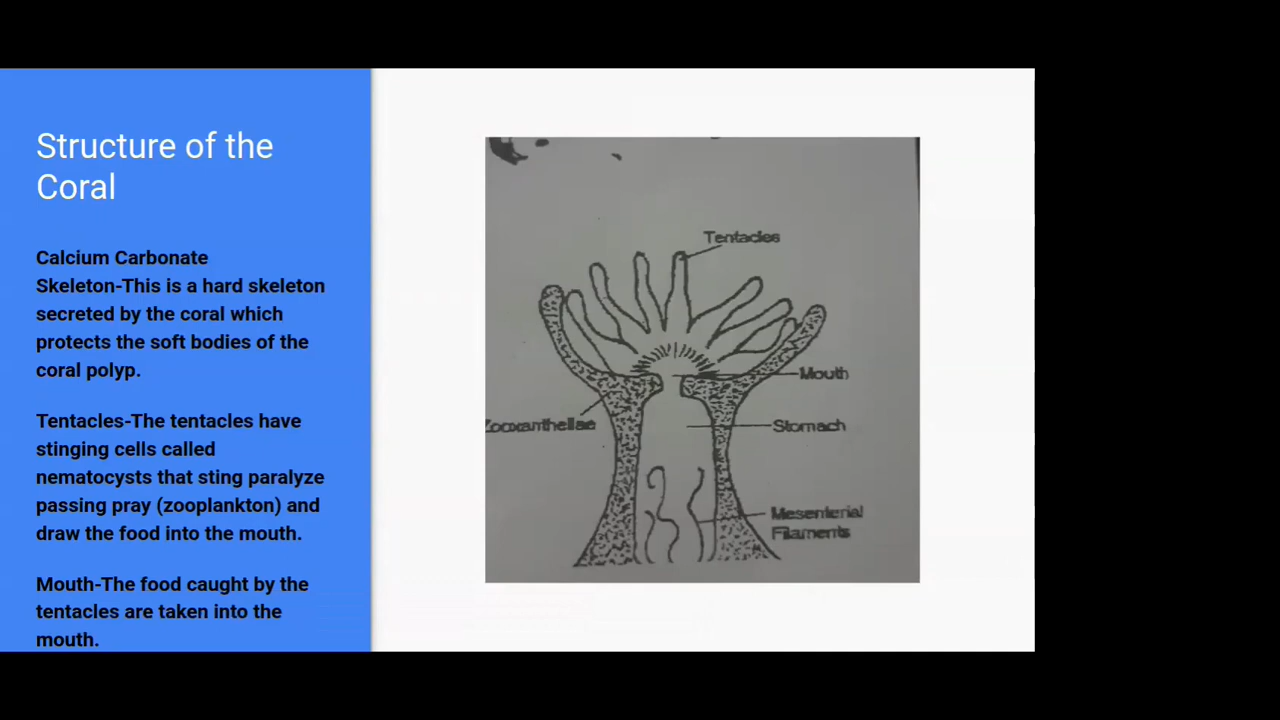 Structure of the
Coral
Calcium Carbonate
Skeleton-This is a hard skeleton
secreted by the coral which
protects the soft bodies of the
coral polyp.
Tentacles-The tentacles have
stinging cells called
nematocysts that sting paralyze
passing pray (zooplankton) and
draw the food into the mouth.
Mouth-The food caught by the
tentacles are taken into the
mouth.
Tentacles
Mouth
Zooxanthellae
Stomach
Mesenterial
Filaments